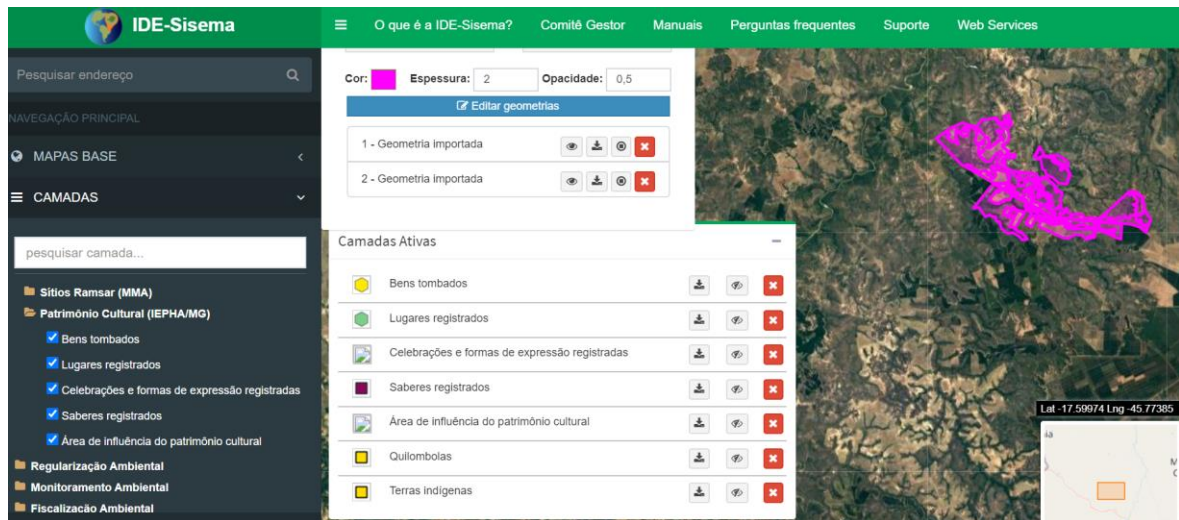 IDE-Sisema
O que é a IDE-Sisema?
Comitê Gestor
Manuais
Perguntas frequentes
Suporte
Web Services
Pesquisar endereço
NAVEGAÇÃO PRINCIPAL
MAPAS BASE
CAMADAS
pesquisar camada...
Sítios Ramsar (MMA)
Patrimônio Cultural (IEPHA/MG)
Bens tombados
Lugares registrados
Celebrações e formas de expressão registradas
Saberes registrados
Área de influência do patrimônio cultural
Regularização Ambiental
Monitoramento Ambiental
Fiscalização Ambiental
Cor: Espessura: 2 Opacidade: 0,5
Editar geometrias
1 - Geometria importada
2 - Geometria importada
Camadas Ativas
Bens tombados
Lugares registrados
Celebrações e formas de expressão registradas
Saberes registrados
Área de influência do patrimônio cultural
Quilombolas
Terras indígenas
Lat -17.59974 Lng -45.77385